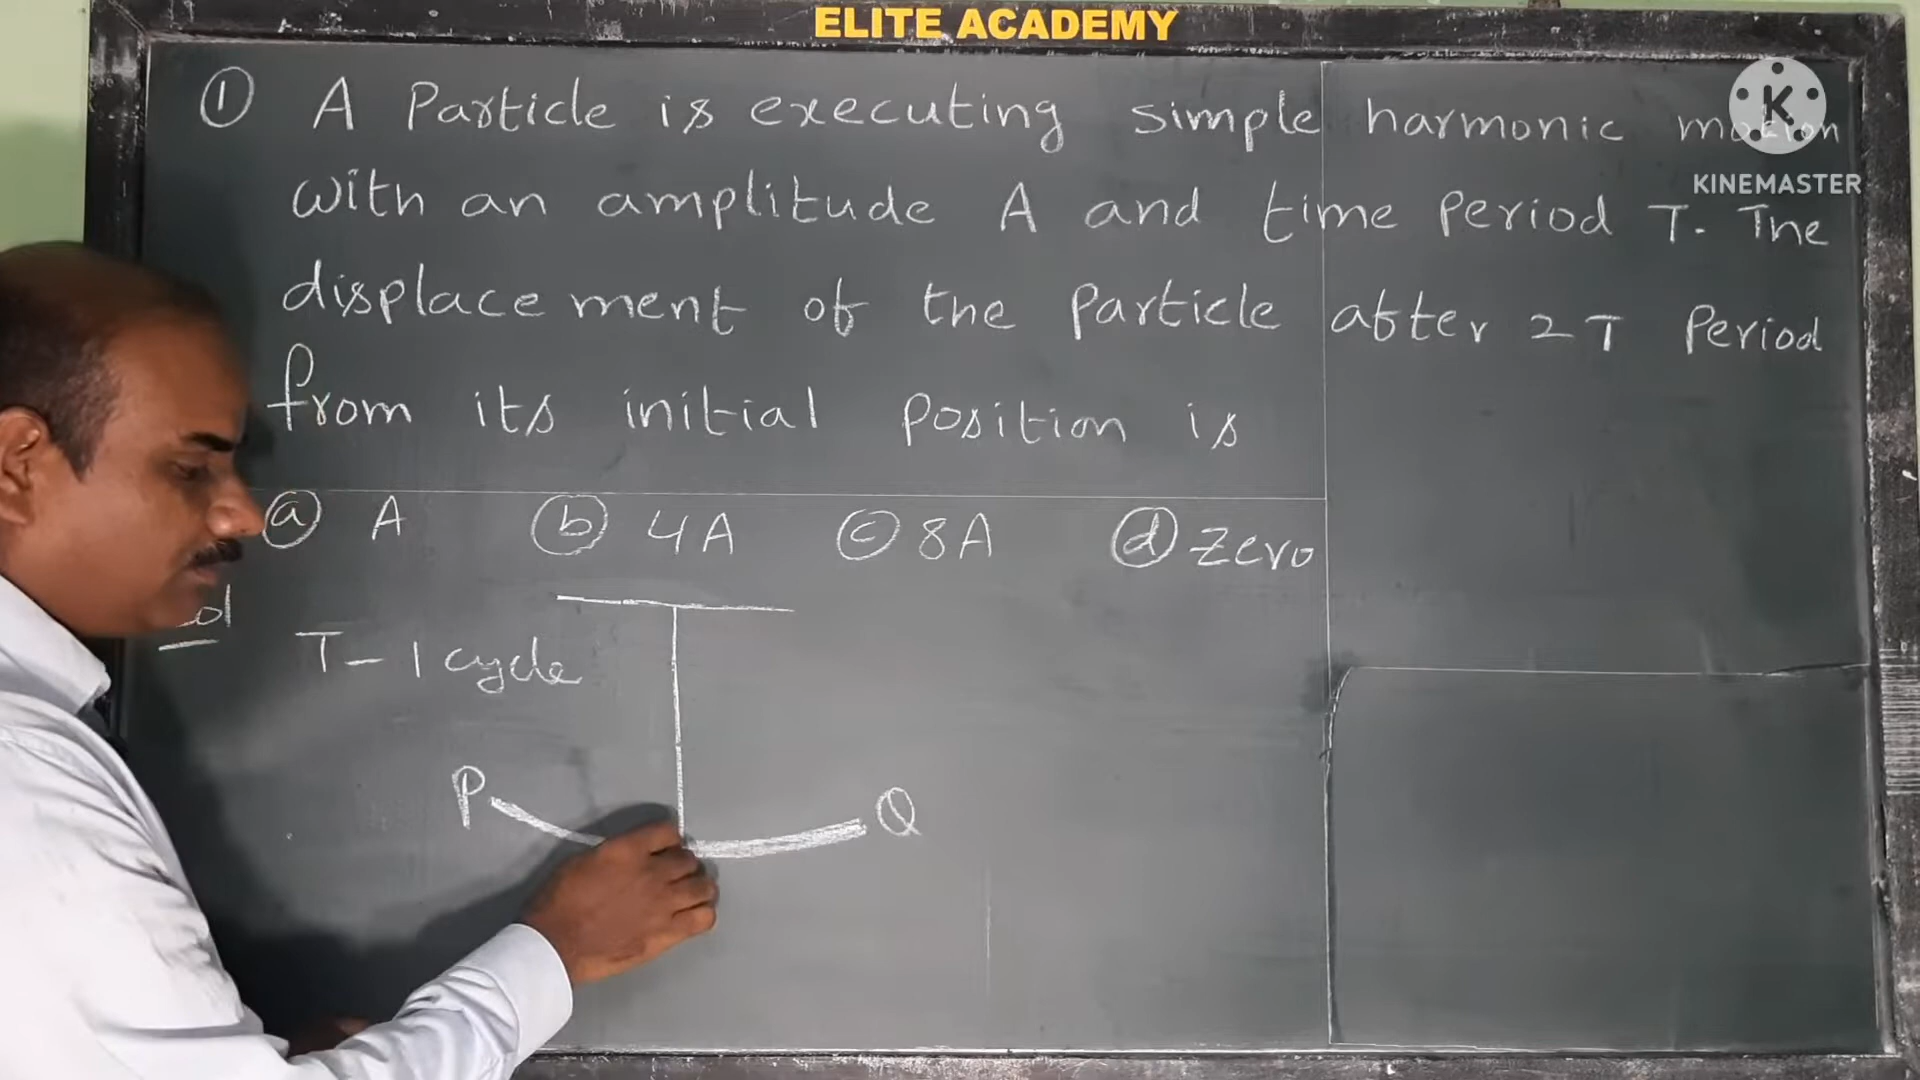 ELITE ACADEMY
① A Particle is executing simple harmonic motion
with an amplitude A and time Period T. The
displacement of the Particle after 2T Period
from its initial Position is
ⓐ A ⓑ 4A ⓒ 8A ⓓ Zero
T - 1 cycle
P Q
K
KINEMASTER